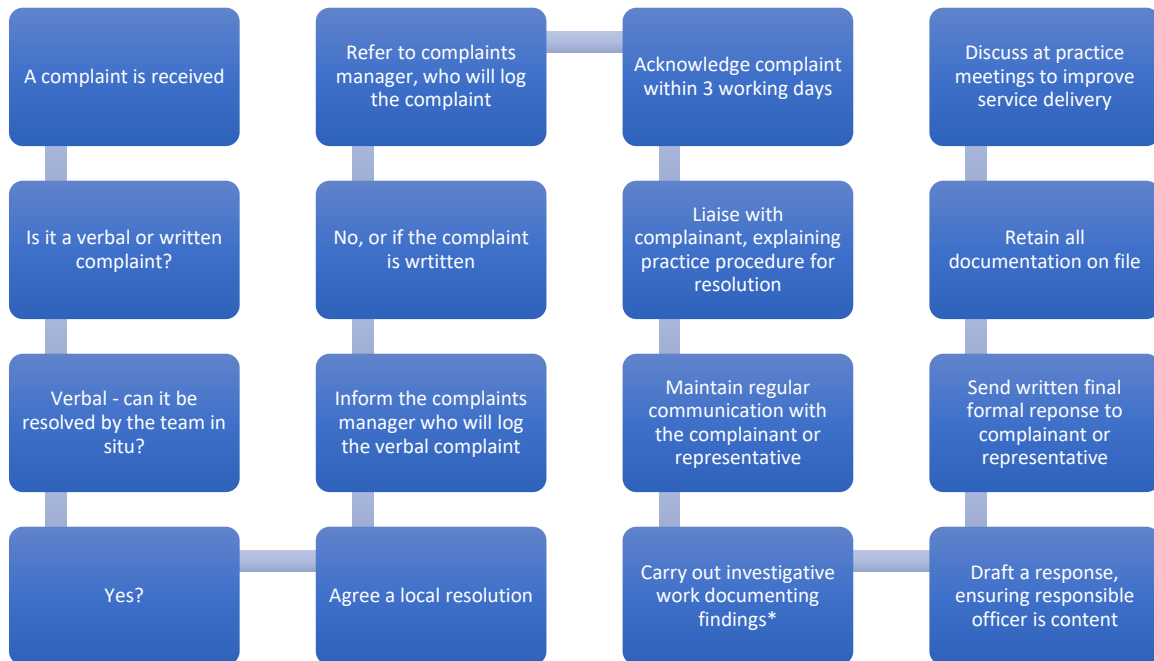 A complaint is received
Is it a verbal or written
complaint?
Verbal - can it be
resolved by the team in
situ?
Yes?
Agree a local resolution
Inform the complaints
manager who will log
the verbal complaint
No, or if the complaint
is wrtitten
Refer to complaints
manager, who will log
the complaint
Acknowledge complaint
within 3 working days
Liaise with
complainant, explaining
practice procedure for
resolution
Maintain regular
communication with
the complainant or
representative
Carry out investigative
work documenting
findings*
Draft a response,
ensuring responsible
officer is content
Send written final
formal reponse to
complainant or
representative
Retain all
documentation on file
Discuss at practice
meetings to improve
service delivery